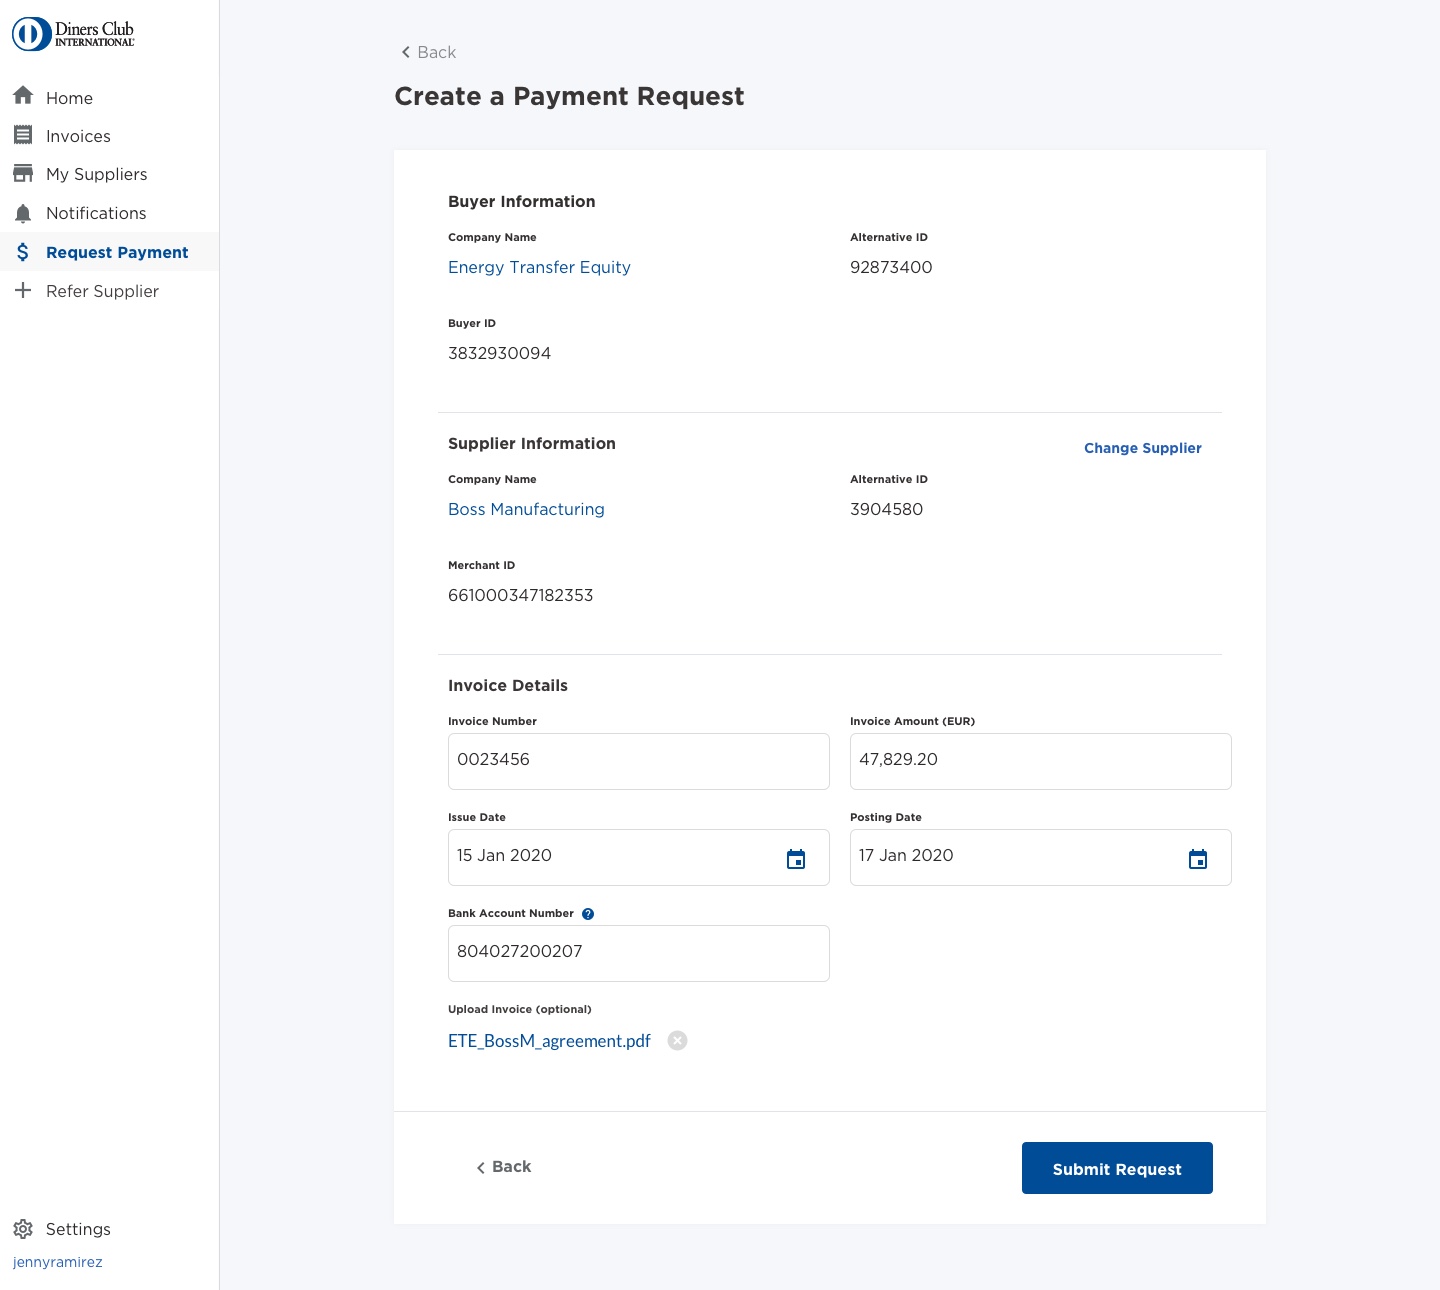 Diners Club
INTERNATIONAL
Home
Invoices
My Suppliers
Notifications
$ Request Payment
Refer Supplier
Settings
jennyramirez
Back
Create a Payment Request
Buyer Information
Company Name
Energy Transfer Equity
Alternative ID
92873400
Buyer ID
3832930094
Supplier Information
Change Supplier
Company Name
Boss Manufacturing
Alternative ID
3904580
Merchant ID
661000347182353
Invoice Details
Invoice Number
0023456
Invoice Amount (EUR)
47,829.20
Issue Date
15 Jan 2020
Posting Date
17 Jan 2020
Bank Account Number ?
804027200207
Upload Invoice (optional)
ETE_BossM_agreement.pdf
Back
Submit Request